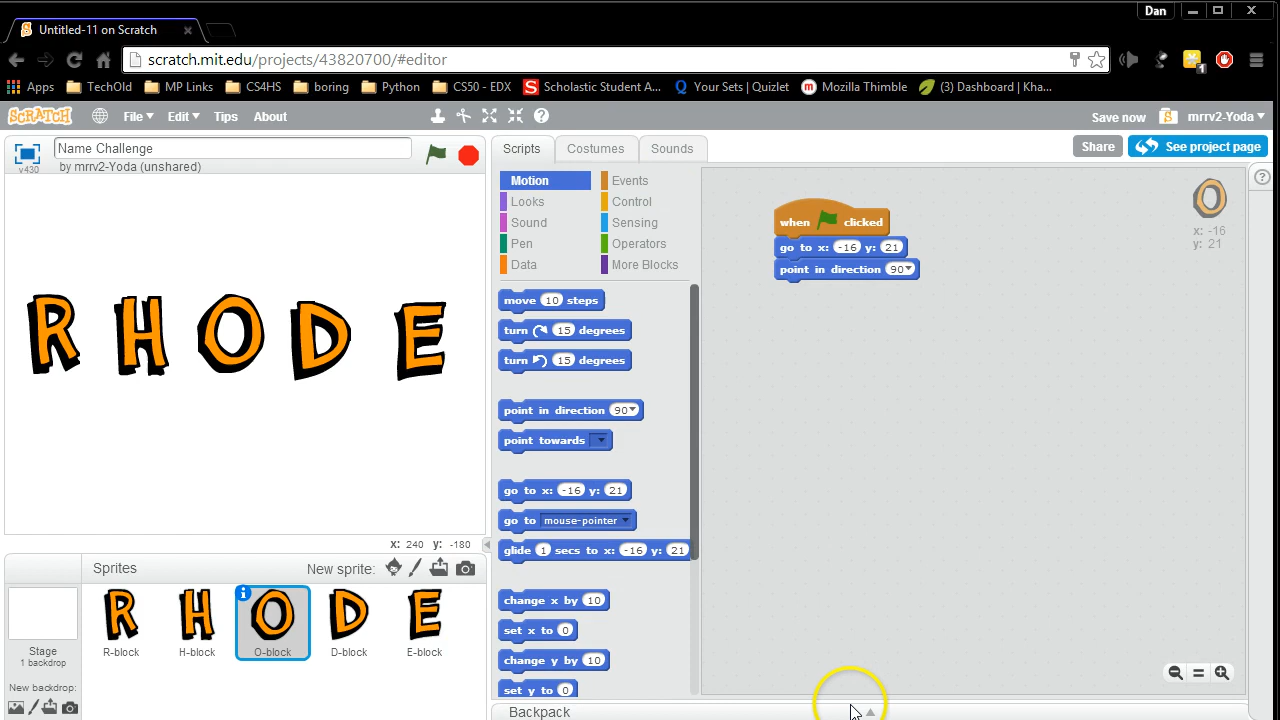 Dan
Untitled-11 on Scratch
scratch.mit.edu/projects/43820700/#editor
Apps TechOld MP Links CS4HS boring Python CS50 - EDX Scholastic Student A... Your Sets | Quizlet Mozilla Thimble (3) Dashboard | Kha...
SCRATCH File Edit Tips About Save now mrrv2-Yoda
Name Challenge
by mrrv2-Yoda (unshared)
v430
Scripts Costumes Sounds Share See project page
Motion Events
Looks Control
Sound Sensing
Pen Operators
Data More Blocks
move 10 steps
turn 15 degrees
turn 15 degrees
point in direction 90
point towards
go to x: -16 y: 21
go to mouse-pointer
glide 1 secs to x: -16 y: 21
change x by 10
set x to 0
change y by 10
set y to 0
when clicked
go to x: -16 y: 21
point in direction 90
O
x: -16
y: 21
R H O D E
x: 240 y: -180
Sprites New sprite:
R H O D E
R-block H-block O-block D-block E-block
Stage
1 backdrop
New backdrop:
Backpack